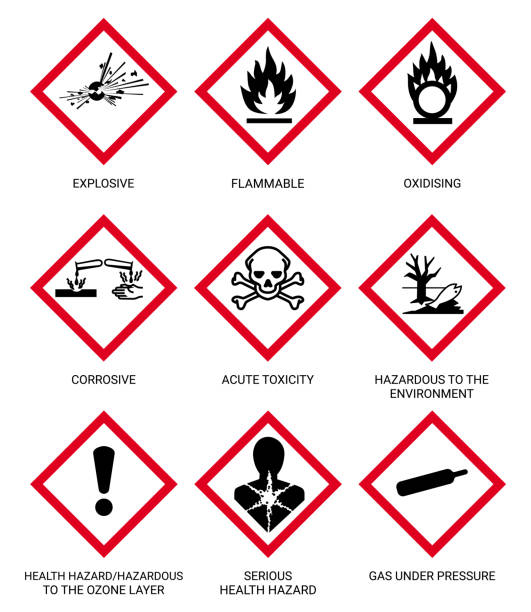 EXPLOSIVE
FLAMMABLE
OXIDISING
CORROSIVE
ACUTE TOXICITY
HAZARDOUS TO THE
ENVIRONMENT
HEALTH HAZARD/HAZARDOUS
TO THE OZONE LAYER
SERIOUS
HEALTH HAZARD
GAS UNDER PRESSURE